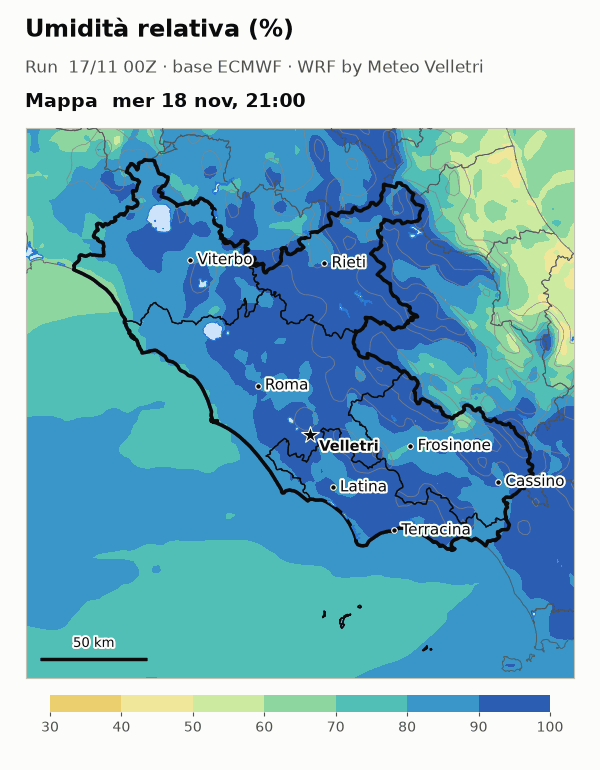 Umidità relativa (%)
Run 17/11 00Z · base ECMWF · WRF by Meteo Velletri
Mappa mer 18 nov, 21:00
Viterbo
Rieti
Roma
Velletri
Frosinone
Cassino
Latina
Terracina
50 km
30 40 50 60 70 80 90 100